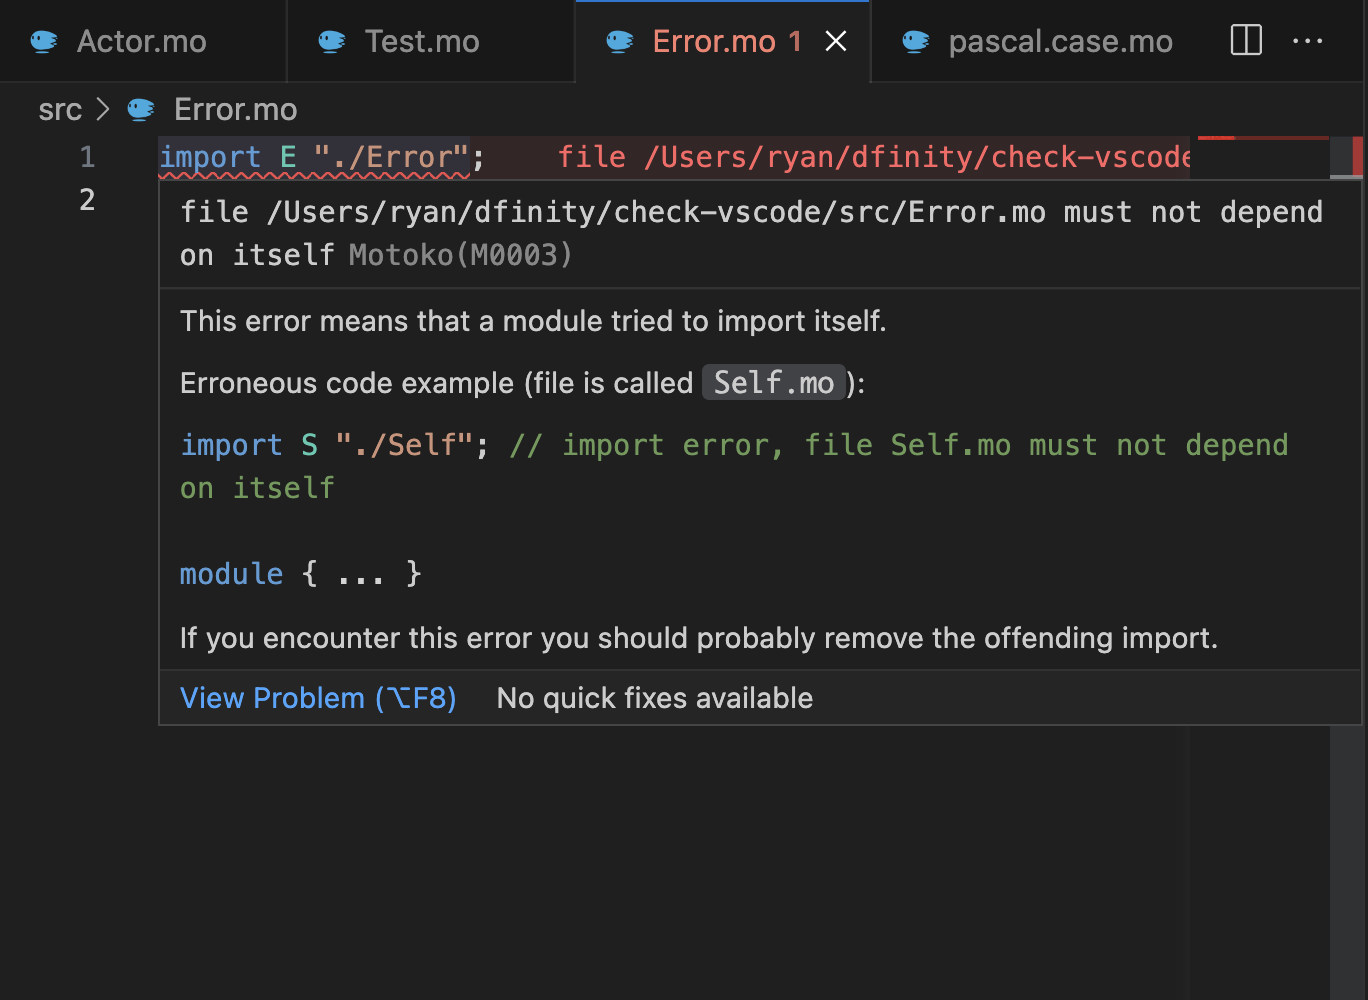 Actor.mo Test.mo Error.mo 1 pascal.case.mo
src > Error.mo
1 import E "./Error"; file /Users/ryan/dfinity/check-vscode
2
file /Users/ryan/dfinity/check-vscode/src/Error.mo must not depend
on itself Motoko(M0003)
This error means that a module tried to import itself.
Erroneous code example (file is called Self.mo):
import S "./Self"; // import error, file Self.mo must not depend
on itself
module { ... }
If you encounter this error you should probably remove the offending import.
View Problem (⌥F8) No quick fixes available